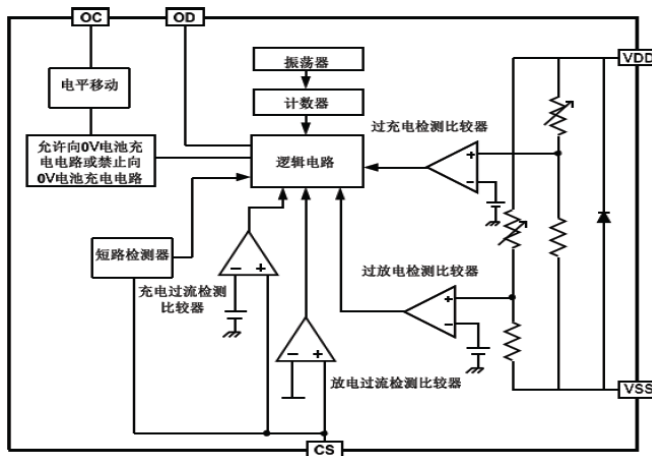 OC
OD
VDD
振荡器
电平移动
计数器
过充电检测比较器
允许向0V电池充
电电路或禁止向
0V电池充电电路
逻辑电路
+
−
短路检测器
充电过流检测
比较器
− +
过放电检测比较器
+
−
− +
放电过流检测比较器
VSS
CS